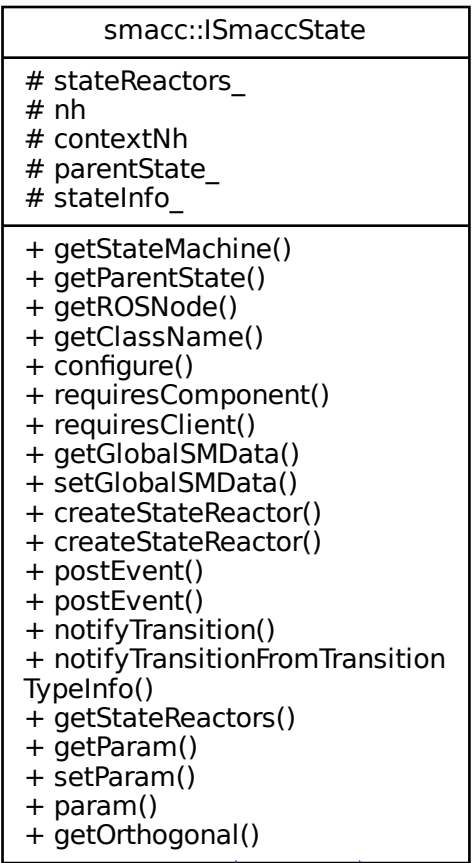 smacc::ISmaccState
# stateReactors_
# nh
# contextNh
# parentState_
# stateInfo_
+ getStateMachine()
+ getParentState()
+ getROSNode()
+ getClassName()
+ configure()
+ requiresComponent()
+ requiresClient()
+ getGlobalSMData()
+ setGlobalSMData()
+ createStateReactor()
+ createStateReactor()
+ postEvent()
+ postEvent()
+ notifyTransition()
+ notifyTransitionFromTransition
TypeInfo()
+ getStateReactors()
+ getParam()
+ setParam()
+ param()
+ getOrthogonal()